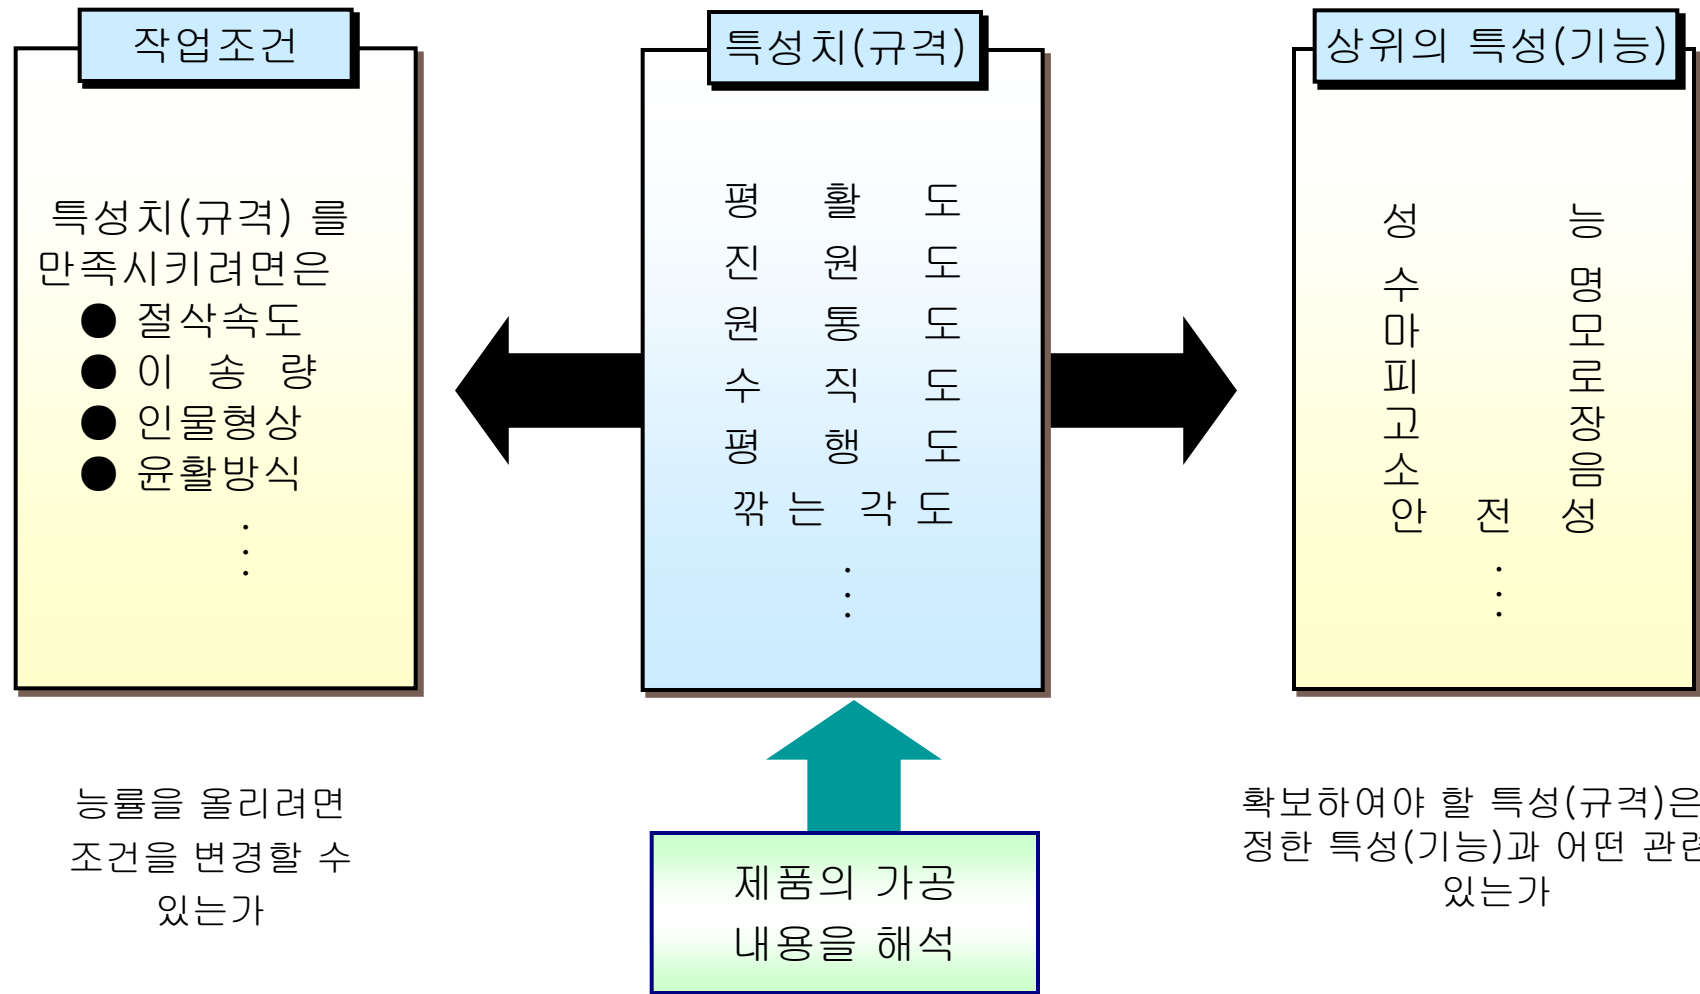 작업조건
특성치(규격) 를
만족시키려면은
● 절삭속도
● 이 송 량
● 인물형상
● 윤활방식
능률을 올리려면
조건을 변경할 수
있는가
특성치(규격)
평 활 도
진 원 도
원 통 도
수 직 도
평 행 도
깎 는 각 도
제품의 가공
내용을 해석
상위의 특성(기능)
성 능
수 명
마 모
피 로
고 장
소 음
안 전 성
확보하여야 할 특성(규격)은
정한 특성(기능)과 어떤
있는가